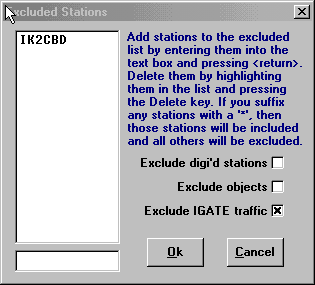 Excluded Stations
IK2CBD
Add stations to the excluded
list by entering them into the
text box and pressing <return>.
Delete them by highlighting
them in the list and pressing
the Delete key. If you suffix
any stations with a '*', then
those stations will be included
and all others will be excluded.
Exclude digi'd stations
Exclude objects
Exclude IGATE traffic
Ok
Cancel